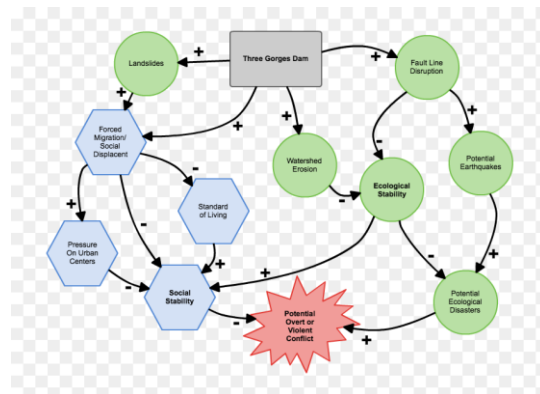 Three Gorges Dam
Landslides
Fault Line
Disruption
+
+
+
+
+
+
Forced
Migration/
Social
Displacent
Watershed
Erosion
-
Ecological
Stability
Potential
Earthquakes
-
+
-
Standard
of Living
-
-
Pressure
On Urban
Centers
+
+
-
+
-
Social
Stability
Potential
Ecological
Disasters
-
Potential
Overt or
Violent
Conflict
+